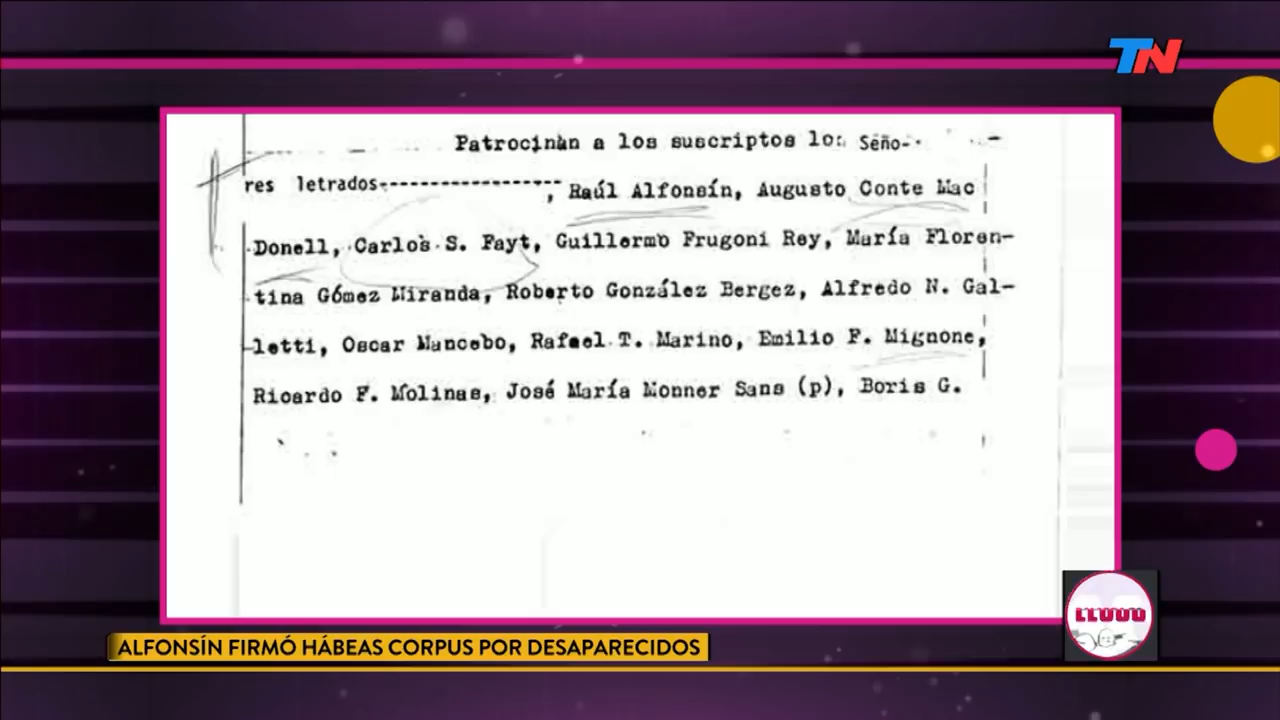 TN
Patrocinan a los suscriptos los Seño-
res letrados-----------------, Raúl Alfonsín, Augusto Conte Mac
Donell, Carlos S. Fayt, Guillermo Frugoni Rey, María Floren-
tina Gómez Miranda, Roberto González Bergez, Alfredo N. Gal-
letti, Oscar Mancebo, Rafael T. Marino, Emilio F. Mignone,
Ricardo F. Molinas, José María Monner Sans (p), Boris G.
LLUUU
ALFONSÍN FIRMÓ HÁBEAS CORPUS POR DESAPARECIDOS